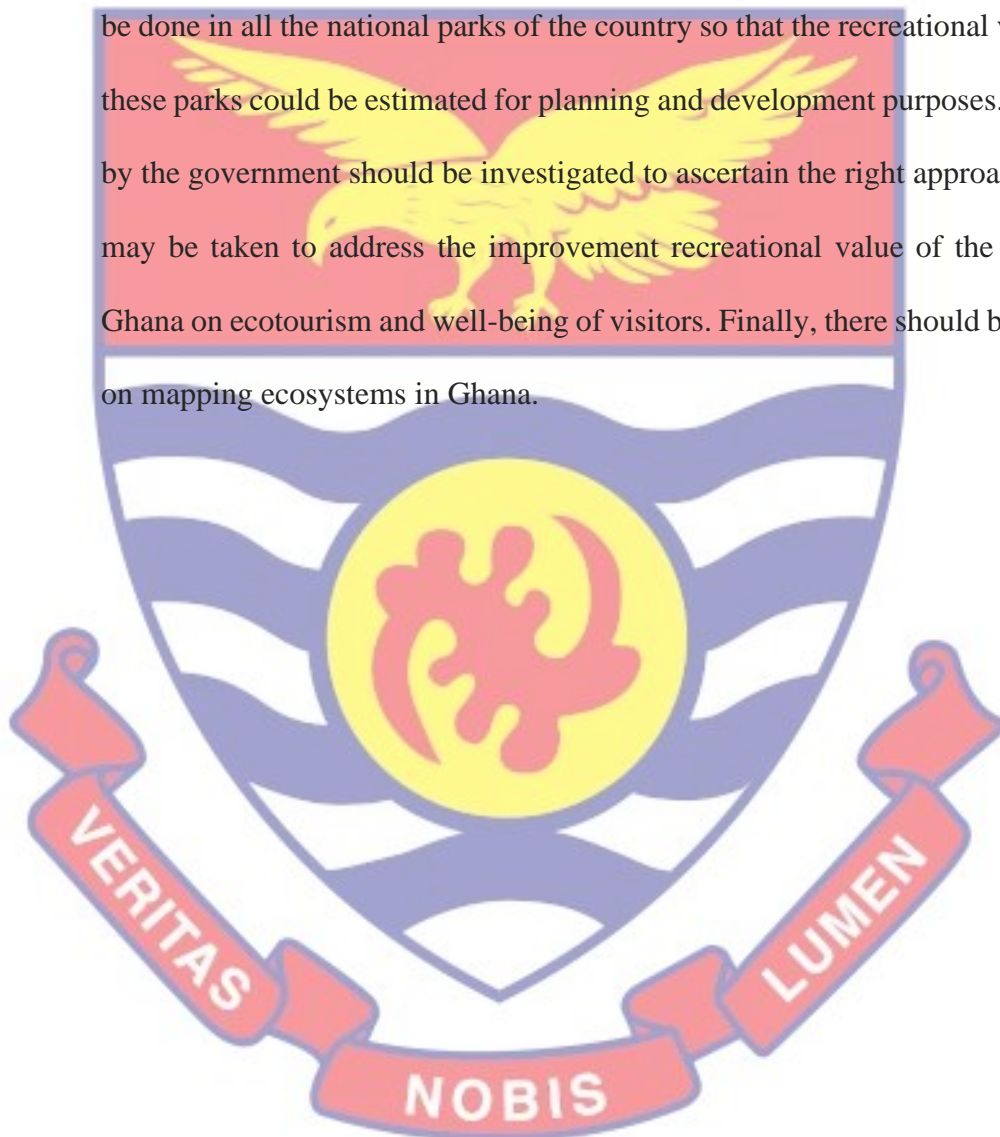 be done in all the national parks of the country so that the recreational
these parks could be estimated for planning and development purposes.
by the government should be investigated to ascertain the right
may be taken to address the improvement recreational value of the
Ghana on ecotourism and well-being of visitors. Finally, there should
on mapping ecosystems in Ghana.
VERITAS
NOBIS
LUMEN